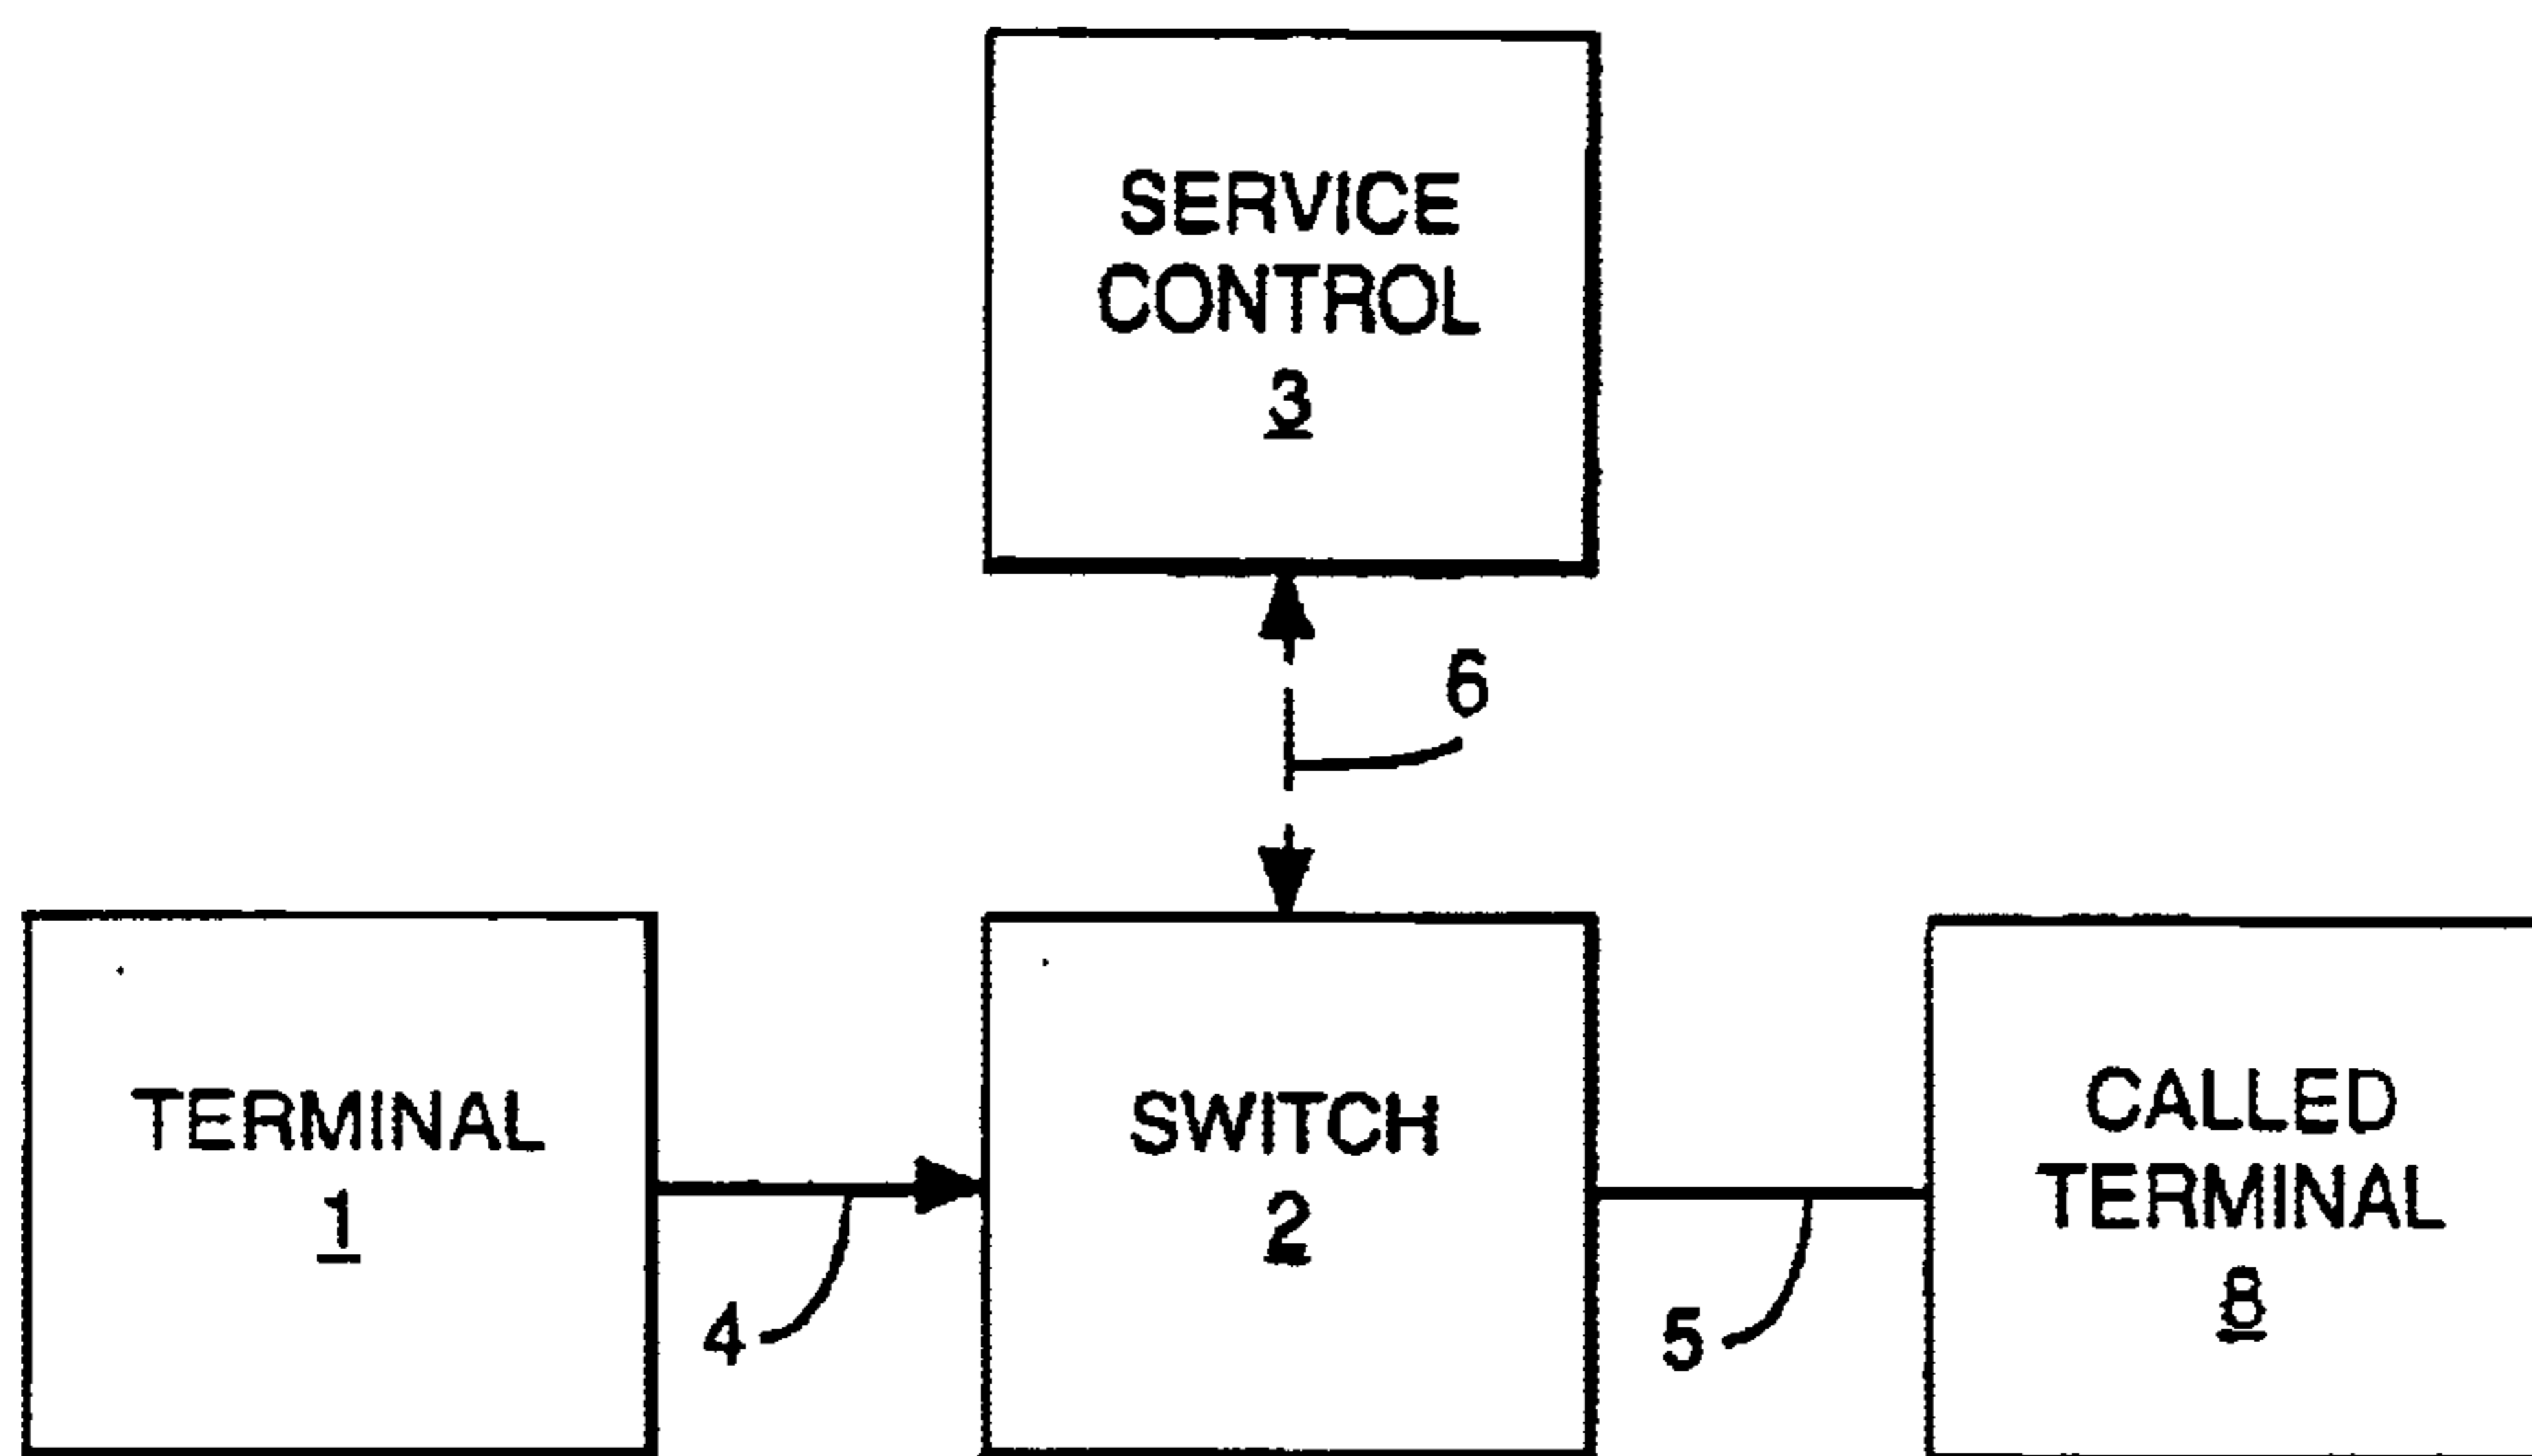 SERVICE
CONTROL
3
6
TERMINAL
1
4
SWITCH
2
5
CALLED
TERMINAL
8